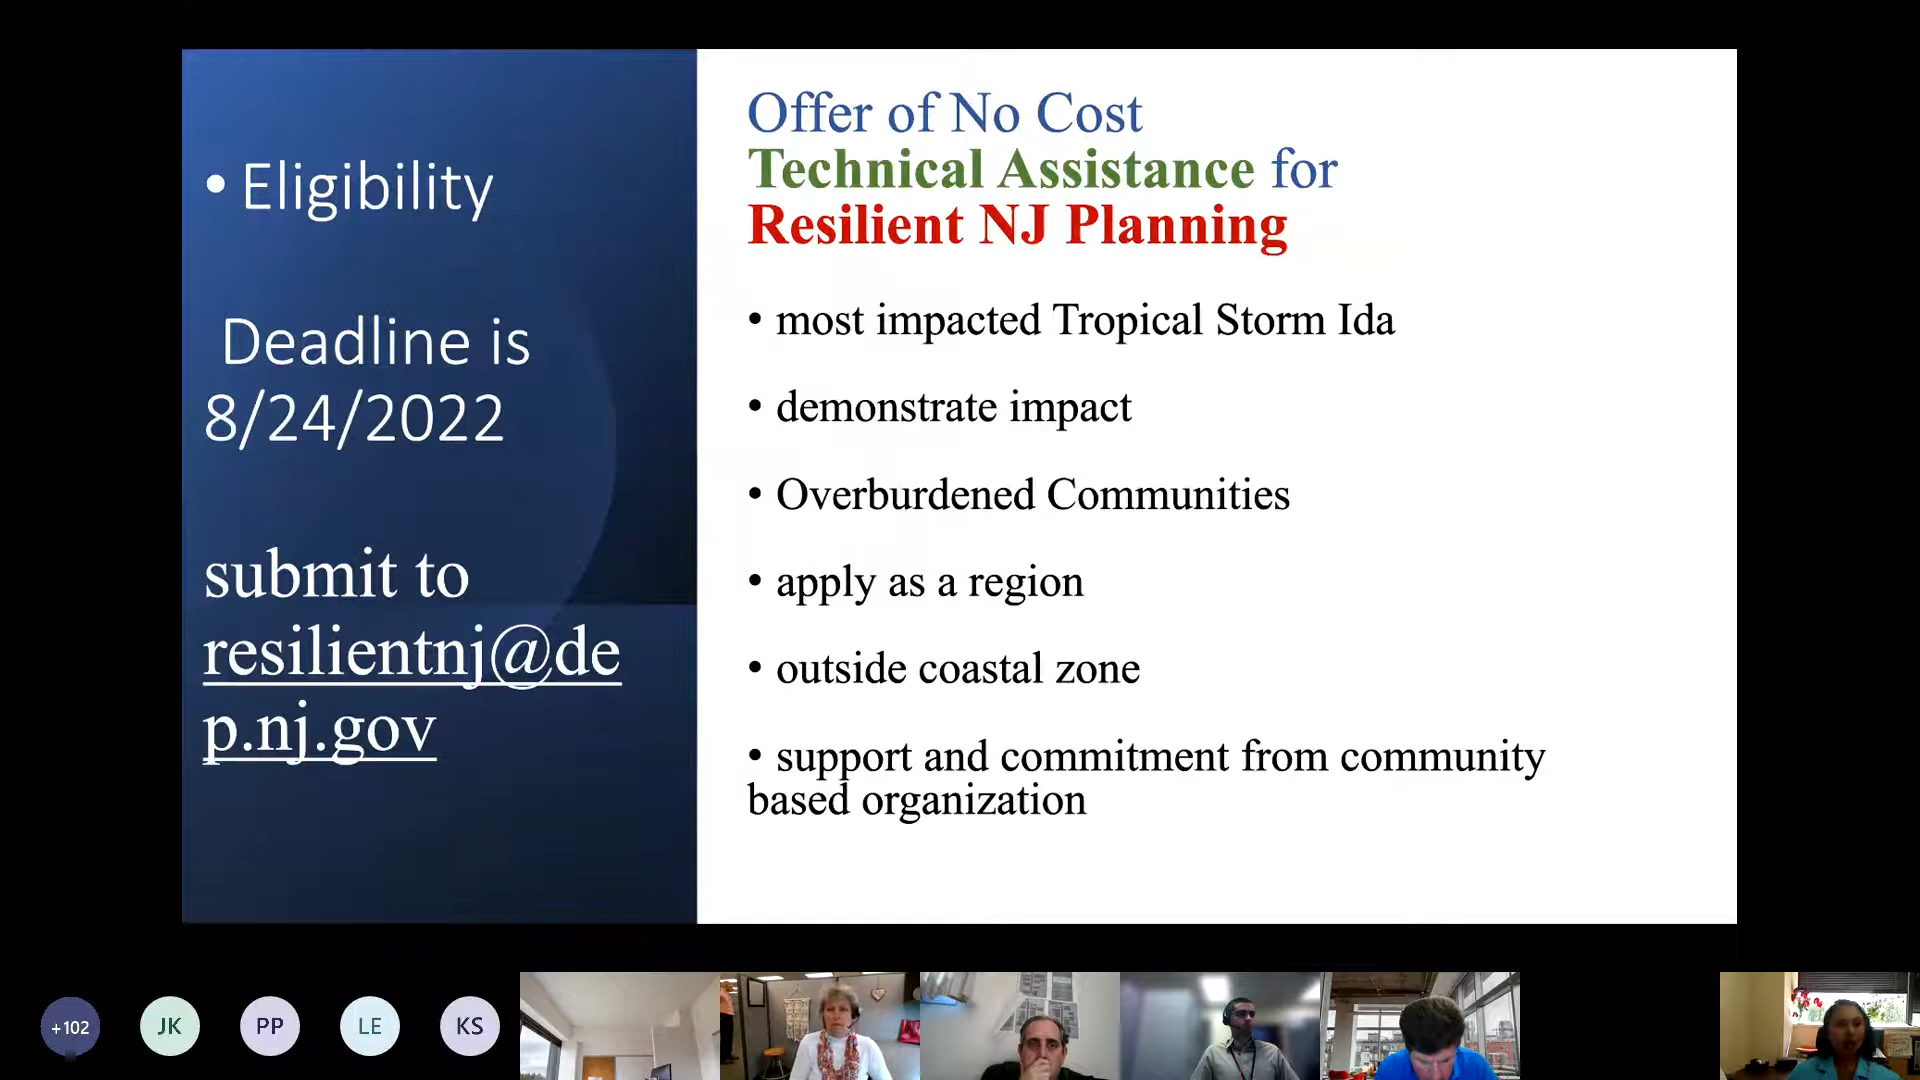 • Eligibility
Deadline is
8/24/2022
submit to
resilientnj@de
p.nj.gov
Offer of No Cost
Technical Assistance for
Resilient NJ Planning
• most impacted Tropical Storm Ida
• demonstrate impact
• Overburdened Communities
• apply as a region
• outside coastal zone
• support and commitment from community
based organization
+102
JK
PP
LE
KS